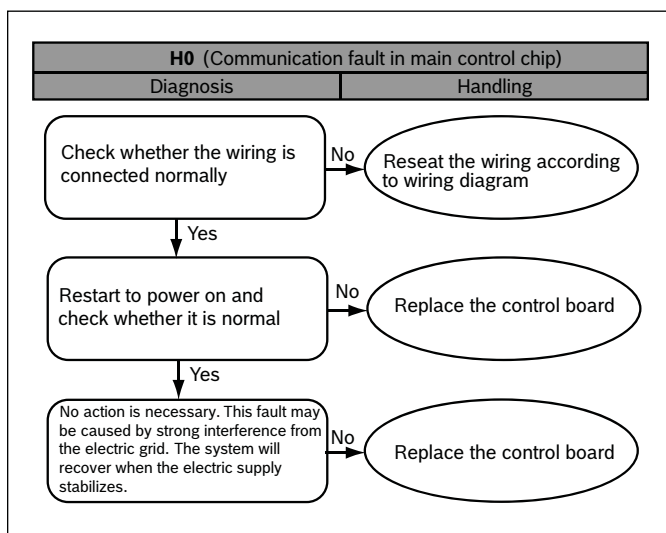 H0 (Communication fault in main control chip)
Diagnosis
Handling
Check whether the wiring is
connected normally
No
Reseat the wiring according
to wiring diagram
Yes
Restart to power on and
check whether it is normal
No
Replace the control board
Yes
No action is necessary. This fault may
be caused by strong interference from
the electric grid. The system will
recover when the electric supply
stabilizes.
No
Replace the control board